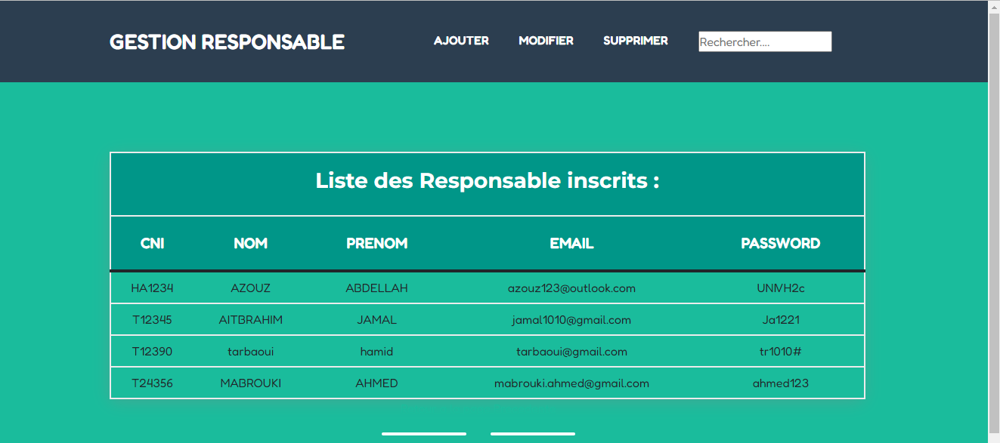 GESTION RESPONSABLE AJOUTER MODIFIER SUPPRIMER Rechercher....
Liste des Responsable inscrits :
CNI NOM PRENOM EMAIL PASSWORD
HA1234 AZOUZ ABDELLAH azouz123@outlook.com UNIVH2c
T12345 AITBRAHIM JAMAL jamal1010@gmail.com Ja1221
T12390 tarbaoui hamid tarbaoui@gmail.com tr1010#
T24356 MABROUKI AHMED mabrouki.ahmed@gmail.com ahmed123